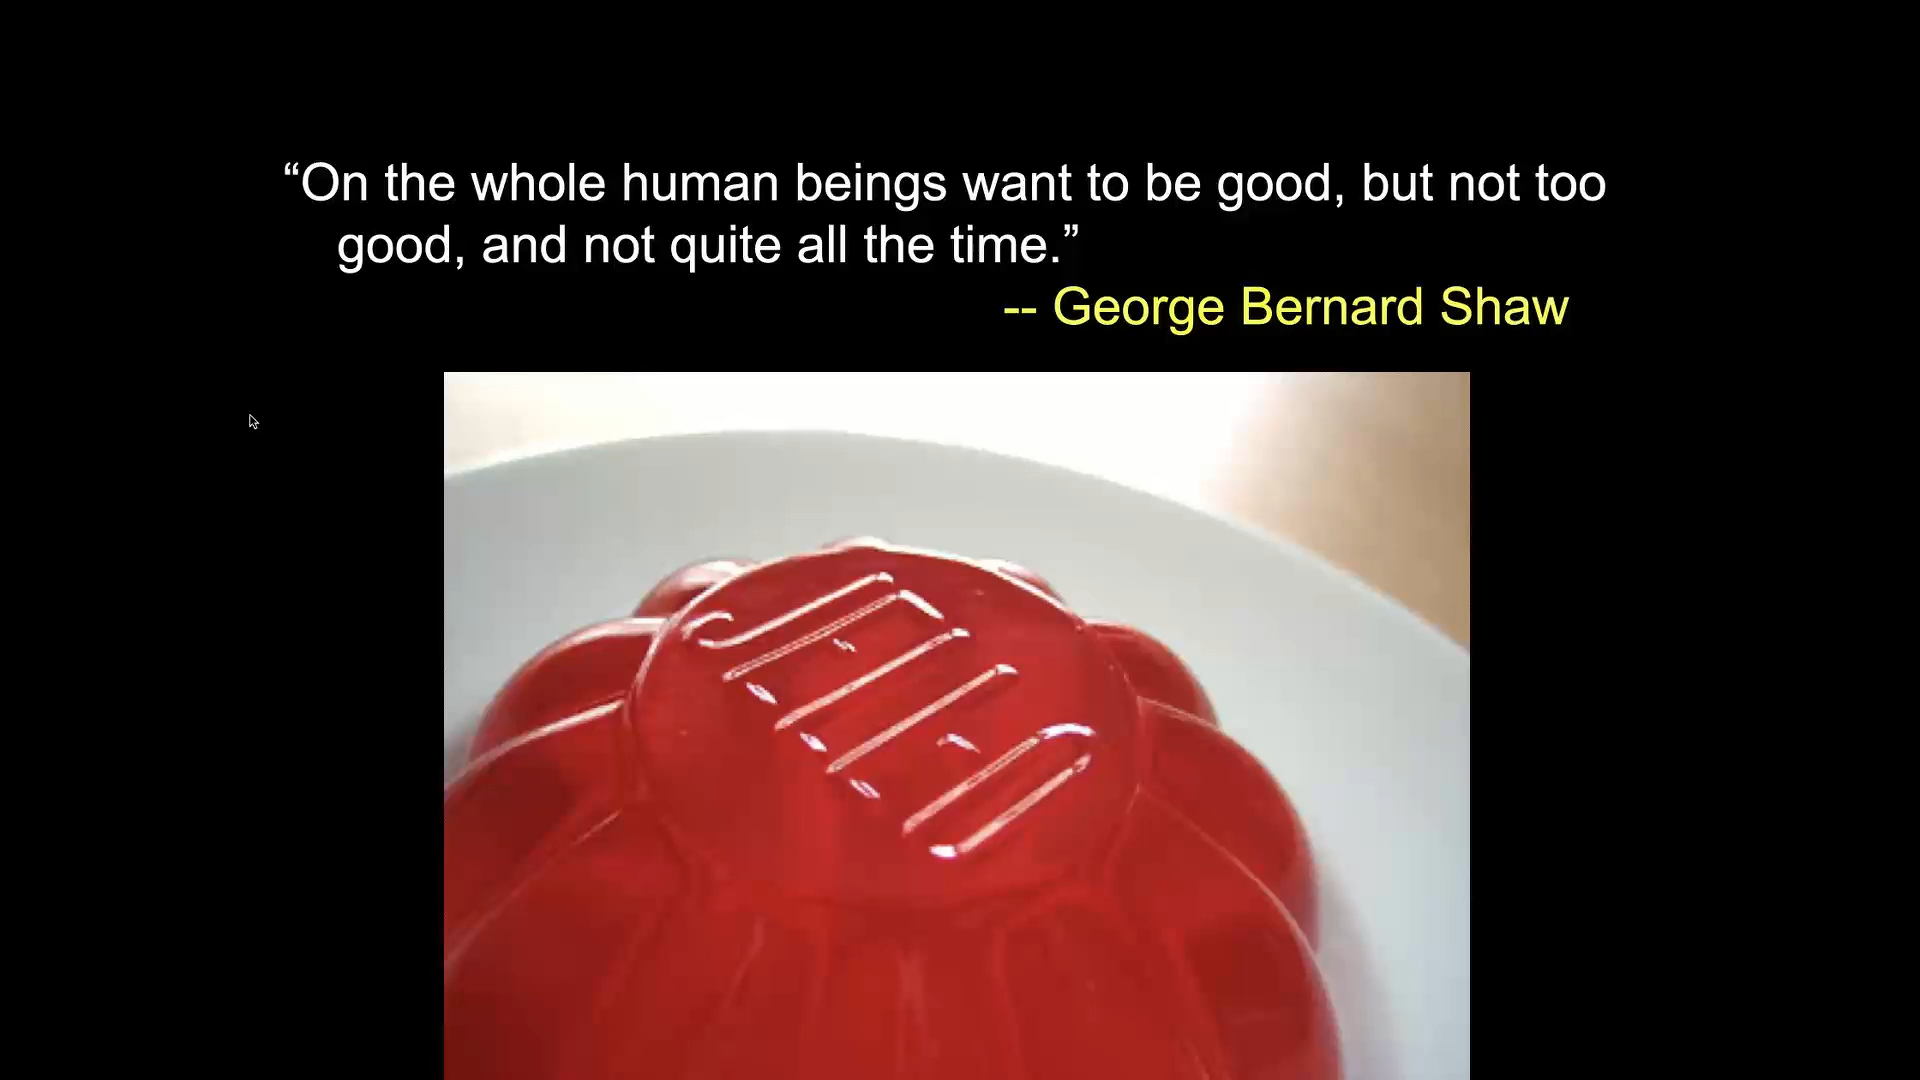 “On the whole human beings want to be good, but not too
good, and not quite all the time.”
-- George Bernard Shaw
JELLO